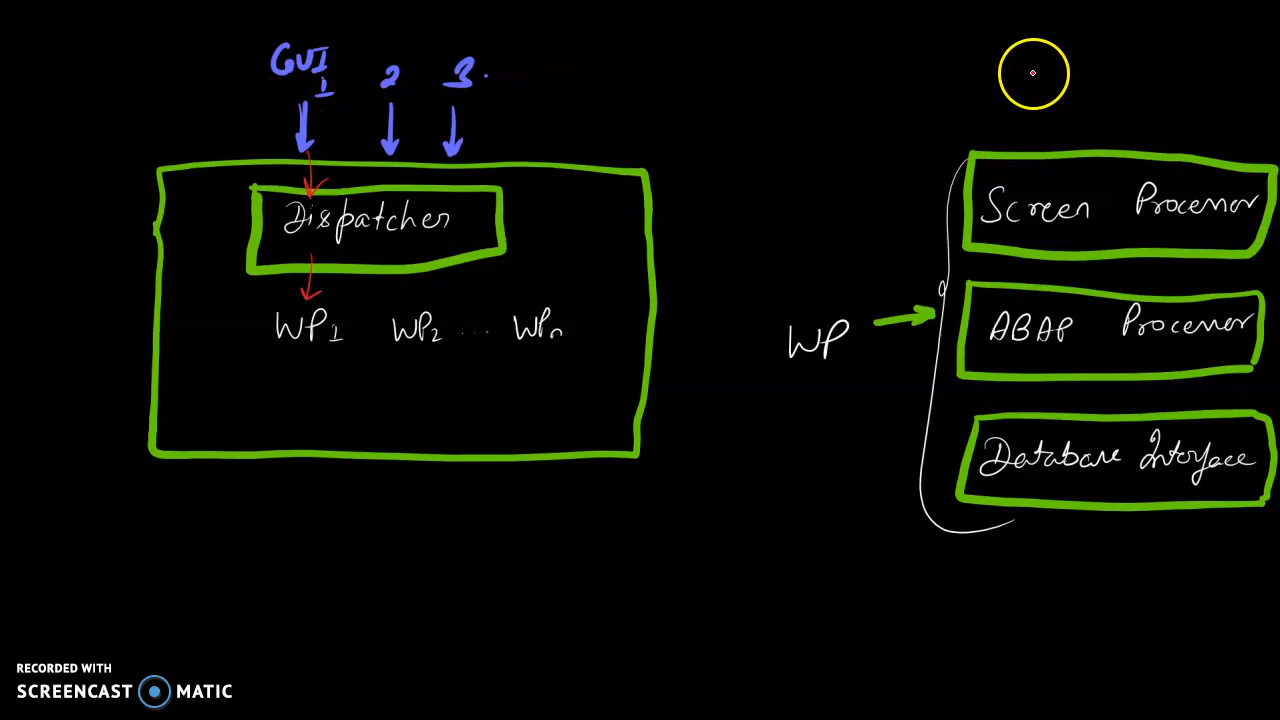 GUI 1 2 3.
Dispatcher
WP1 WP2 ... WPn
WP
Screen Processor
ABAP Processor
Database Interface
RECORDED WITH
SCREENCAST MATIC